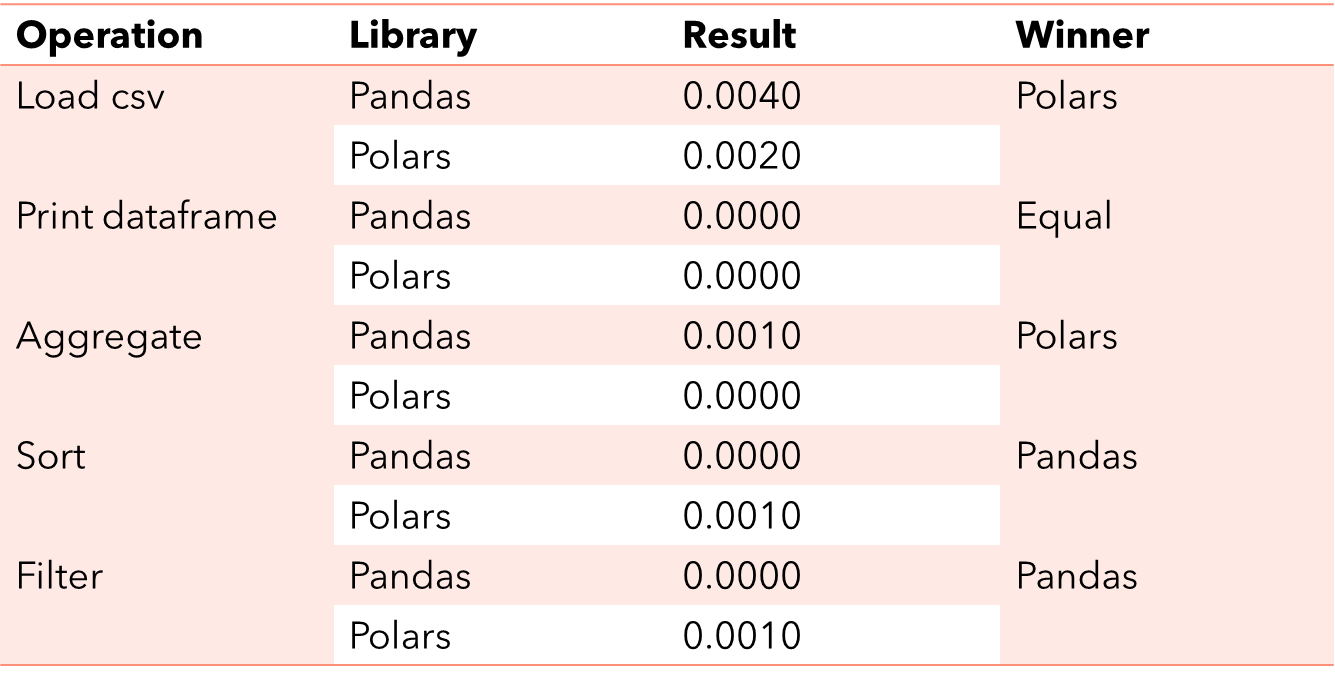 Operation Library Result Winner
Load csv Pandas 0.0040 Polars
Polars 0.0020
Print dataframe Pandas 0.0000 Equal
Polars 0.0000
Aggregate Pandas 0.0010 Polars
Polars 0.0000
Sort Pandas 0.0000 Pandas
Polars 0.0010
Filter Pandas 0.0000 Pandas
Polars 0.0010